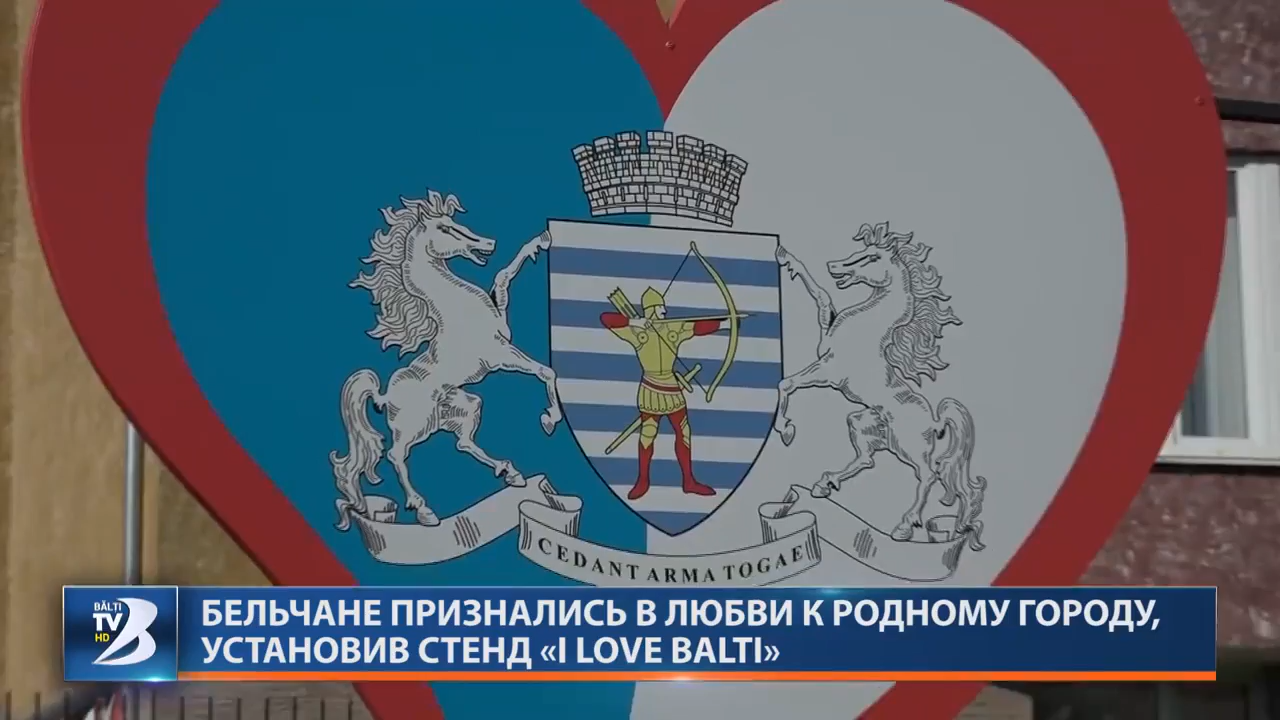 CEDANT ARMA TOGAE
BĂLȚI
TV
HD
БЕЛЬЧАНЕ ПРИЗНАЛИСЬ В ЛЮБВИ К РОДНОМУ ГОРОДУ,
УСТАНОВИВ СТЕНД «I LOVE BALTI»